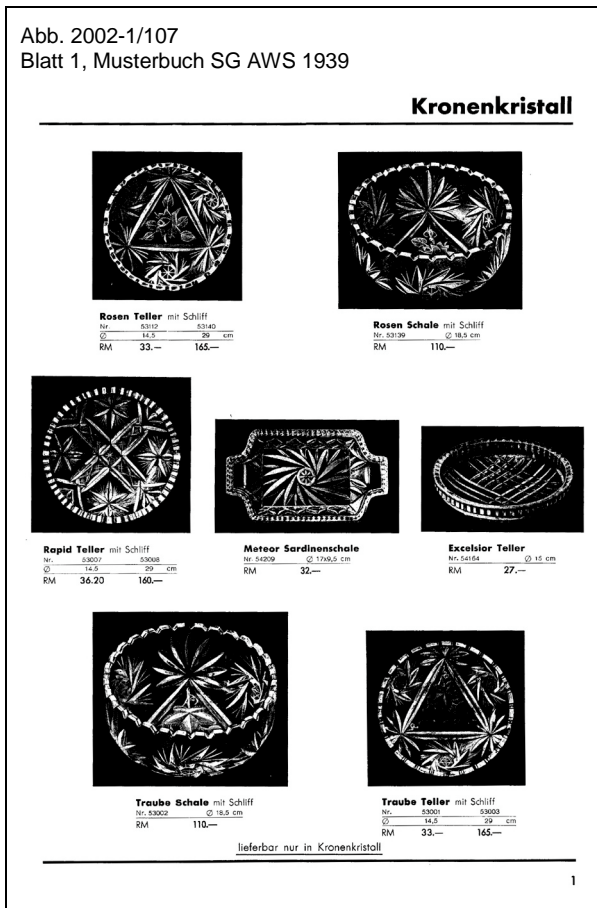 Abb. 2002-1/107
Blatt 1, Musterbuch SG AWS 1939
Kronenkristall
Rosen Teller mit Schliff
Nr. 53112 53140
∅ 14,5 29 cm
RM 33.— 165.—
Rosen Schale mit Schliff
Nr. 53139 ∅ 18,5 cm
RM 110.—
Rapid Teller mit Schliff
Nr. 53007 53008
∅ 14,5 29 cm
RM 36.20 160.—
Meteor Sardinenschale
Nr. 54209 ∅ 17x9,5 cm
RM 32.—
Excelsior Teller
Nr. 54164 ∅ 15 cm
RM 27.—
Traube Schale mit Schliff
Nr. 53002 ∅ 18,5 cm
RM 110.—
Traube Teller mit Schliff
Nr. 53001 53003
∅ 14,5 29 cm
RM 33.— 165.—
lieferbar nur in Kronenkristall
1